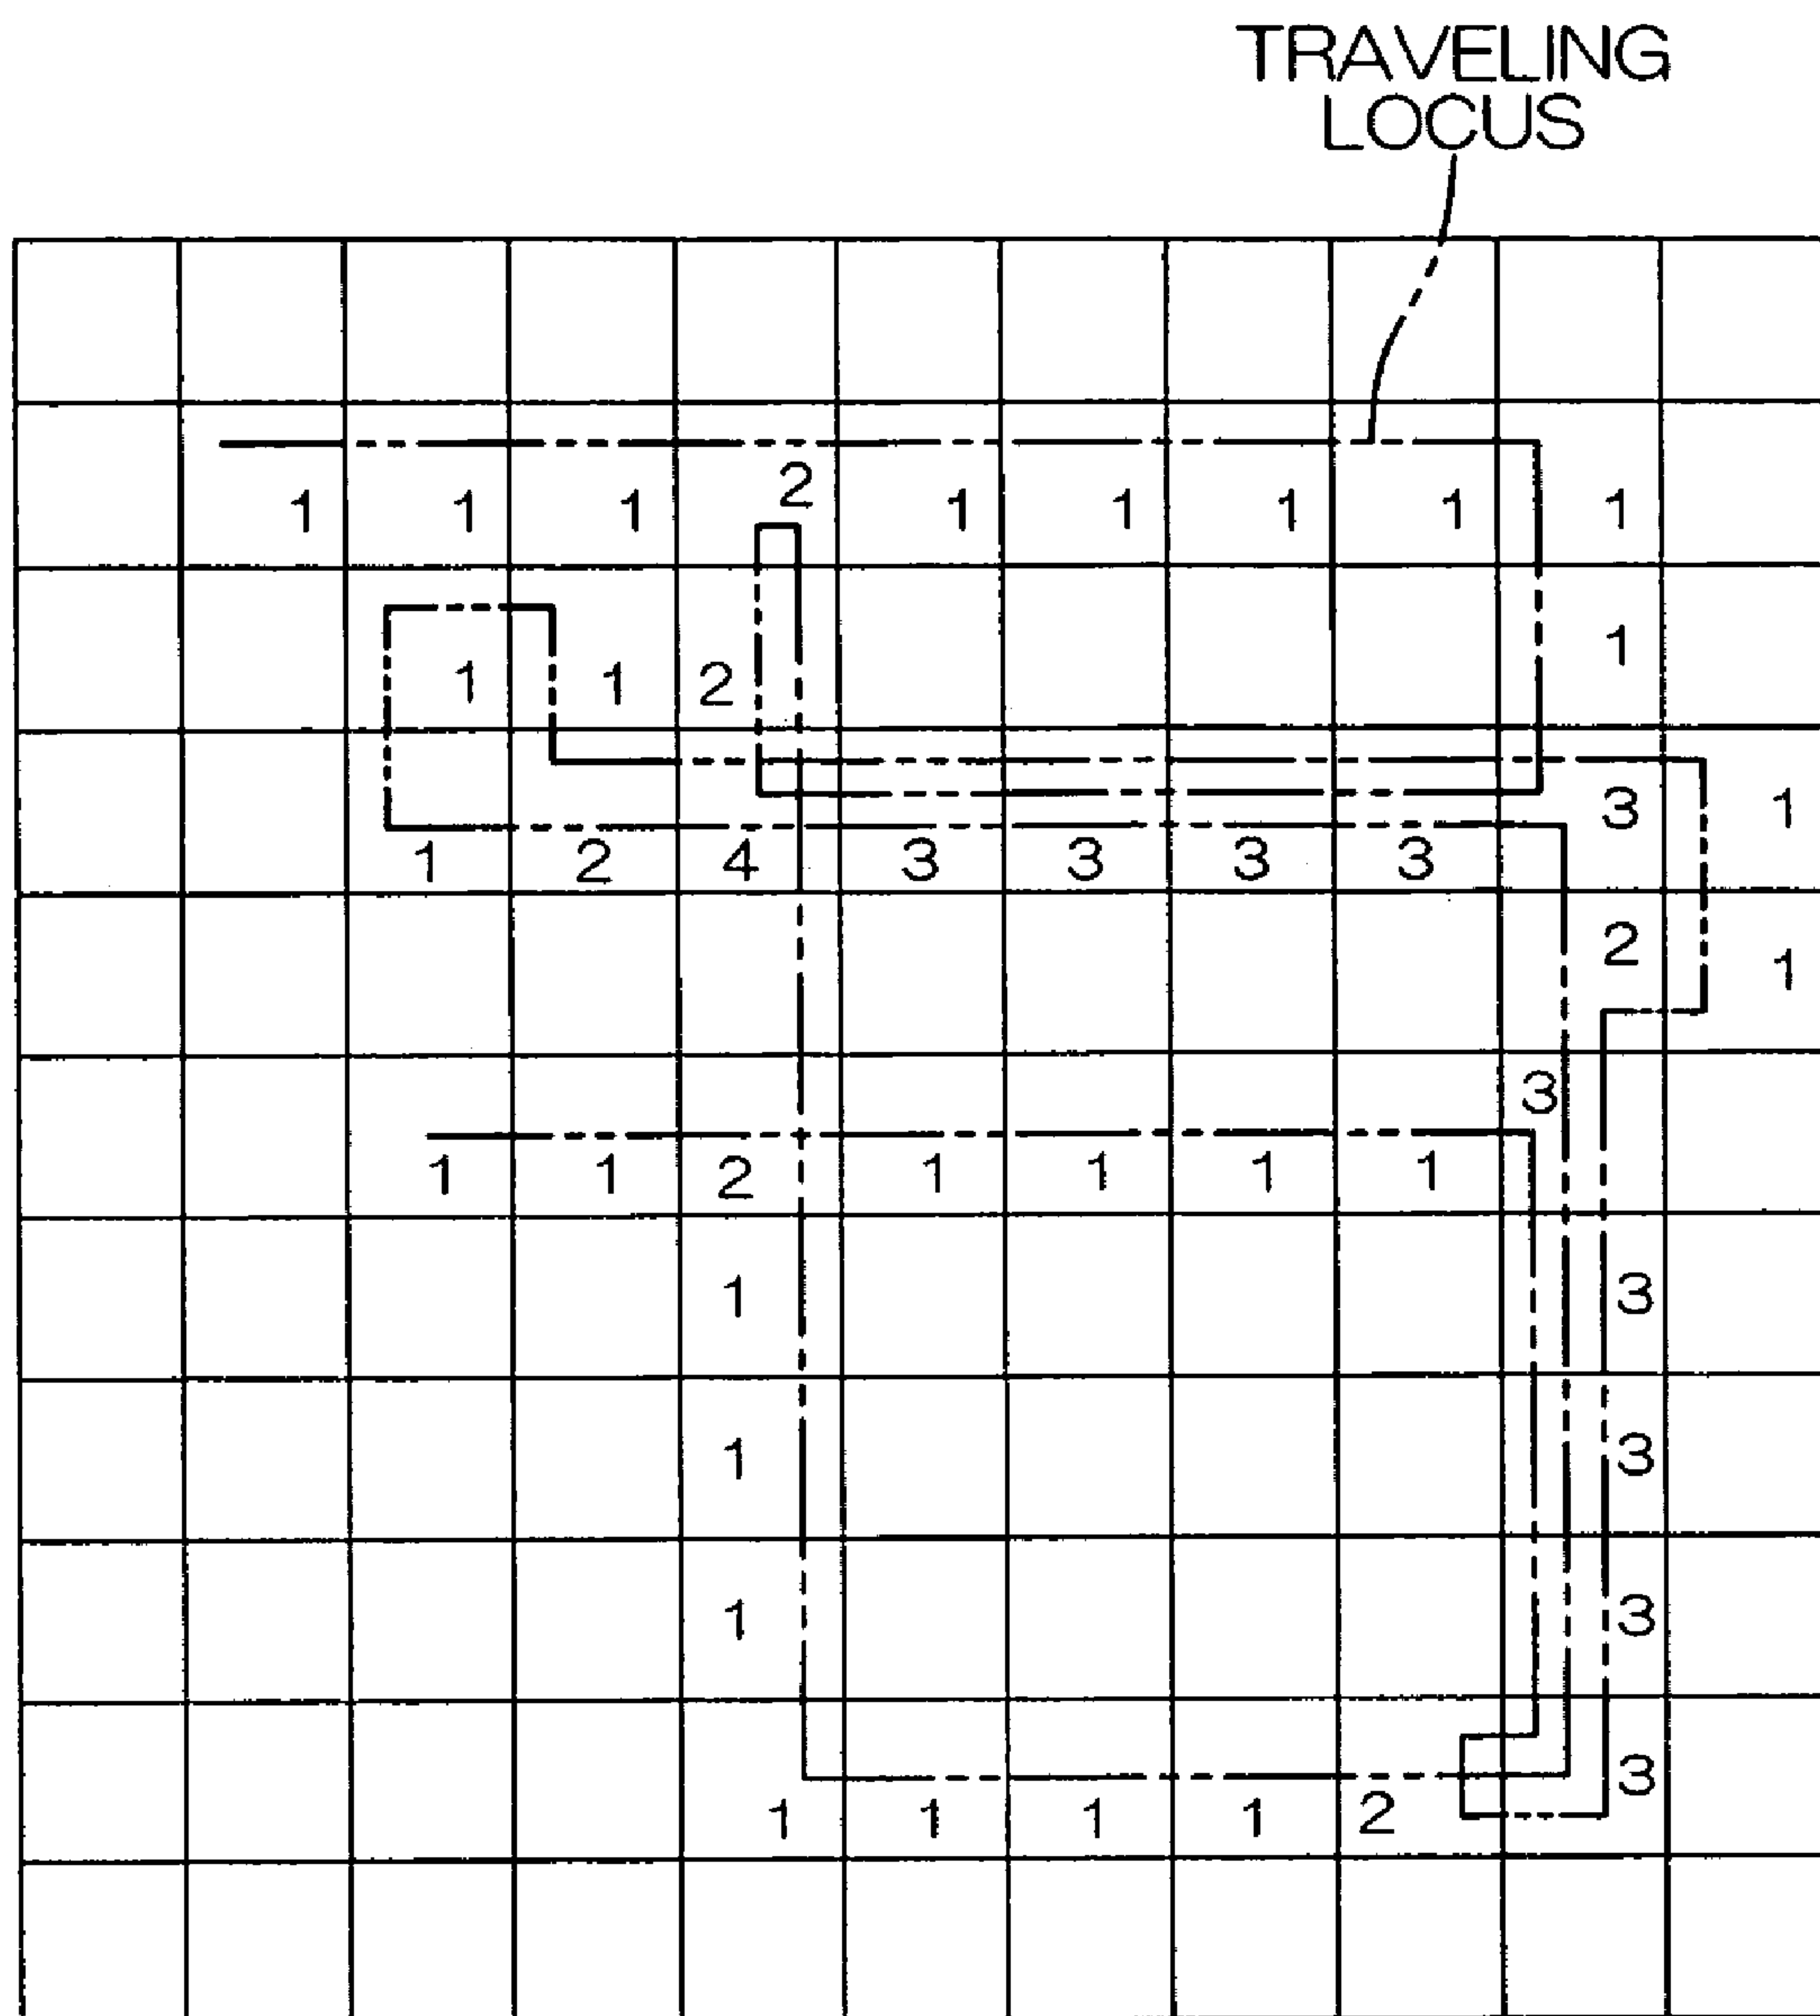 TRAVELING
LOCUS
1 1 1 2 1 1 1 1 1
1 1 2 1
3 1
1 2 4 3 3 3 3
2 1
3
1 1 2 1 1 1 1
1 3
1 3
1 3
3
1 1 1 1 2